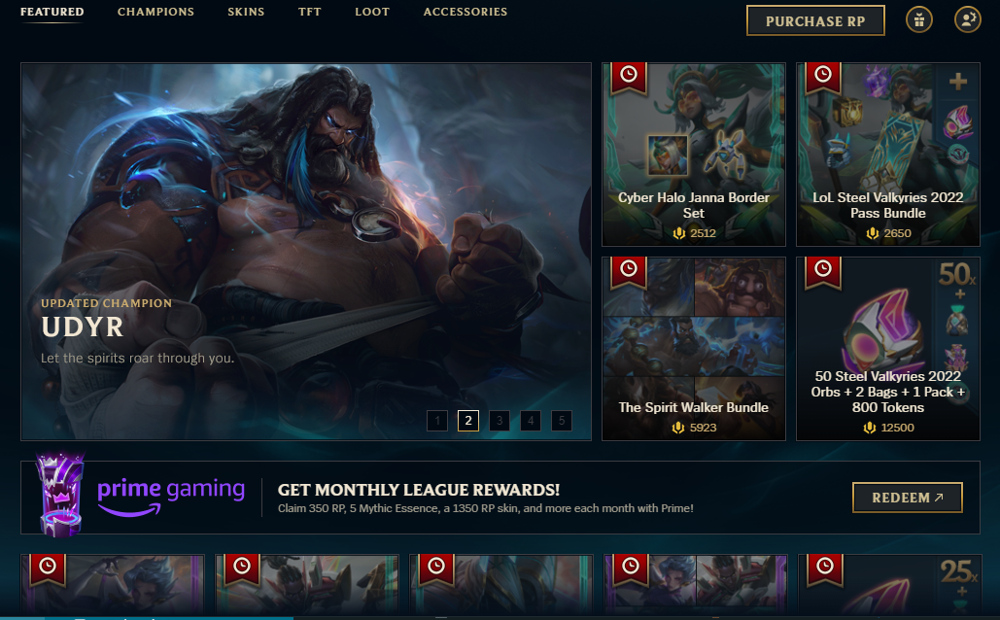 FEATURED CHAMPIONS SKINS TFT LOOT ACCESSORIES
PURCHASE RP
UPDATED CHAMPION
UDYR
Let the spirits roar through you.
1 2 3 4 5
Cyber Halo Janna Border
Set
2512
LoL Steel Valkyries 2022
Pass Bundle
2650
The Spirit Walker Bundle
5923
50x
50 Steel Valkyries 2022
Orbs + 2 Bags + 1 Pack +
800 Tokens
12500
prime gaming
GET MONTHLY LEAGUE REWARDS!
Claim 350 RP, 5 Mythic Essence, a 1350 RP skin, and more each month with Prime!
REDEEM
25x